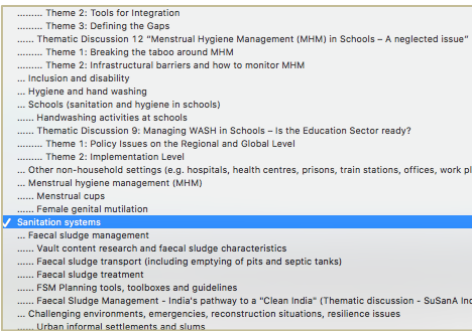 ......... Theme 2: Tools for Integration
......... Theme 3: Defining the Gaps
...... Thematic Discussion 12 "Menstrual Hygiene Management (MHM) in Schools – A neglected issue"
......... Theme 1: Breaking the taboo around MHM
......... Theme 2: Infrastructural barriers and how to monitor MHM
... Inclusion and disability
... Hygiene and hand washing
... Schools (sanitation and hygiene in schools)
...... Handwashing activities at schools
...... Thematic Discussion 9: Managing WASH in Schools – Is the Education Sector ready?
......... Theme 1: Policy Issues on the Regional and Global Level
......... Theme 2: Implementation Level
... Other non-household settings (e.g. hospitals, health centres, prisons, train stations, offices, work pl
... Menstrual hygiene management (MHM)
...... Menstrual cups
...... Female genital mutilation
✓ Sanitation systems
... Faecal sludge management
...... Vault content research and faecal sludge characteristics
...... Faecal sludge transport (including emptying of pits and septic tanks)
...... Faecal sludge treatment
...... FSM Planning tools, toolboxes and guidelines
...... Faecal Sludge Management - India's pathway to a "Clean India" (Thematic discussion - SuSanA Ind
... Challenging environments, emergencies, reconstruction situations, resilience issues
...... Urban informal settlements and slums